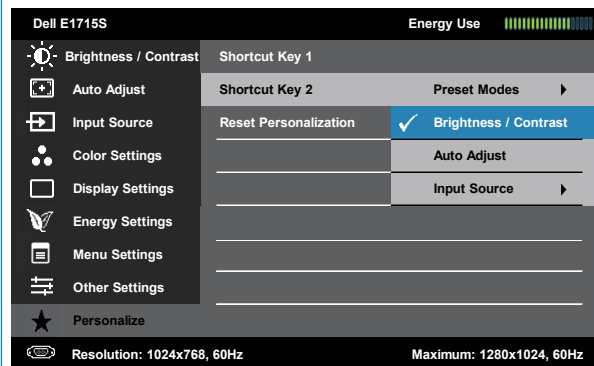 Dell E1715S Energy Use
Brightness / Contrast Shortcut Key 1
Auto Adjust Shortcut Key 2 Preset Modes
Input Source Reset Personalization Brightness / Contrast
Color Settings Auto Adjust
Display Settings Input Source
Energy Settings
Menu Settings
Other Settings
Personalize
Resolution: 1024x768, 60Hz Maximum: 1280x1024, 60Hz